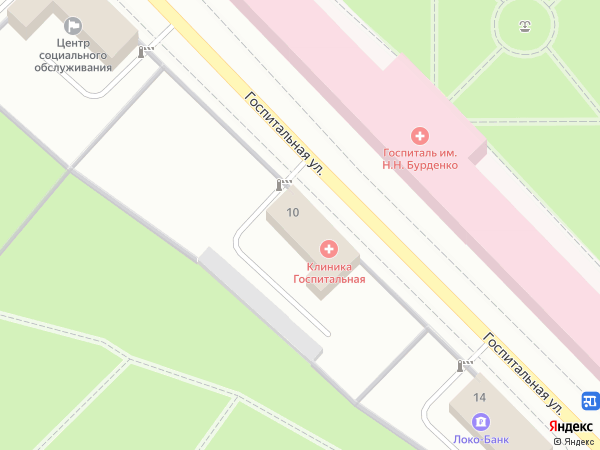 Центр
социального
обслуживания
Госпитальная ул.
Госпиталь им.
Н.Н. Бурденко
10
Клиника
Госпитальная
Госпитальная ул.
14
Локо-Банк
Яндекс
© Яндекс